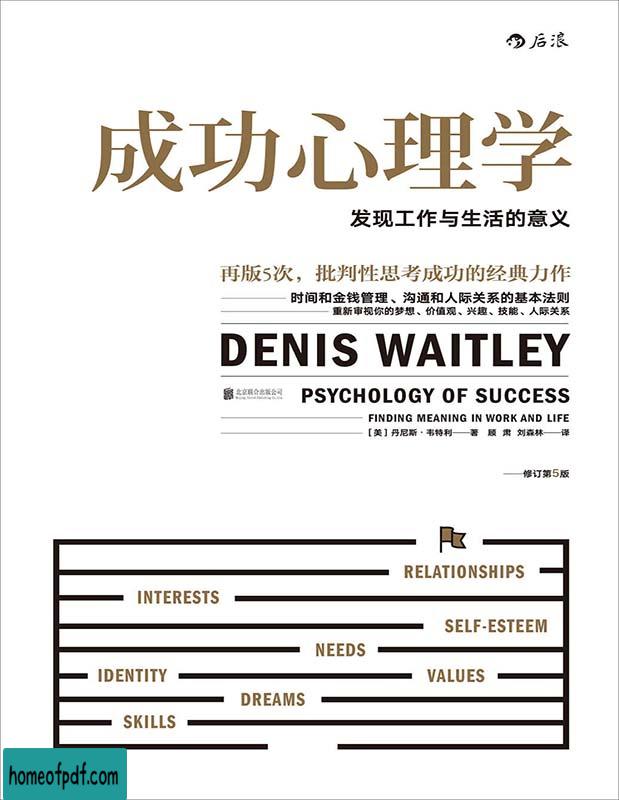 后浪
成功心理学
发现工作与生活的意义
再版5次，批判性思考成功的经典力作
时间和金钱管理、沟通和人际关系的基本法则
重新审视你的梦想、价值观、兴趣、技能、人际关系
DENIS WAITLEY
北京联合出版公司
PSYCHOLOGY OF SUCCESS
FINDING MEANING IN WORK AND LIFE
[美]丹尼斯·韦特利——著 顾 肃 刘森林——译
——修订第5版
RELATIONSHIPS
INTERESTS
SELF-ESTEEM
NEEDS
IDENTITY VALUES
DREAMS
SKILLS
homeofpdf.com